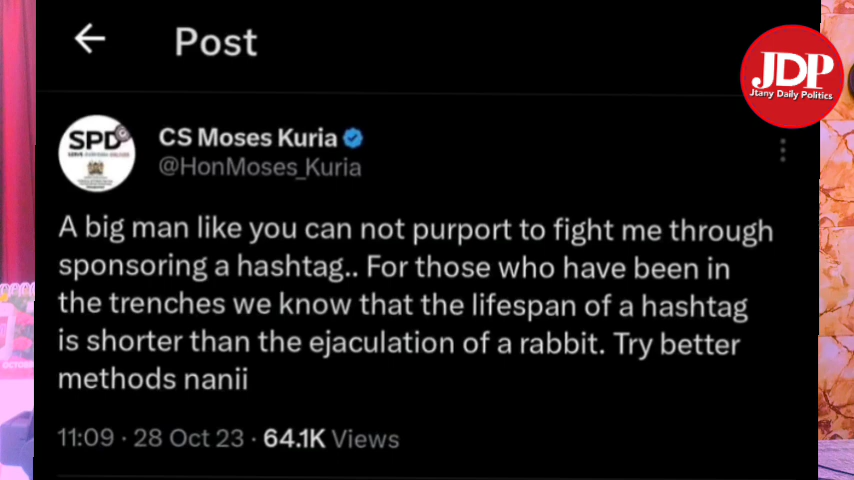 Post
JDP
Jtany Daily Politics
SPD
CS Moses Kuria
@HonMoses_Kuria
A big man like you can not purport to fight me through
sponsoring a hashtag.. For those who have been in
the trenches we know that the lifespan of a hashtag
is shorter than the ejaculation of a rabbit. Try better
methods nanii
11:09 · 28 Oct 23 · 64.1K Views